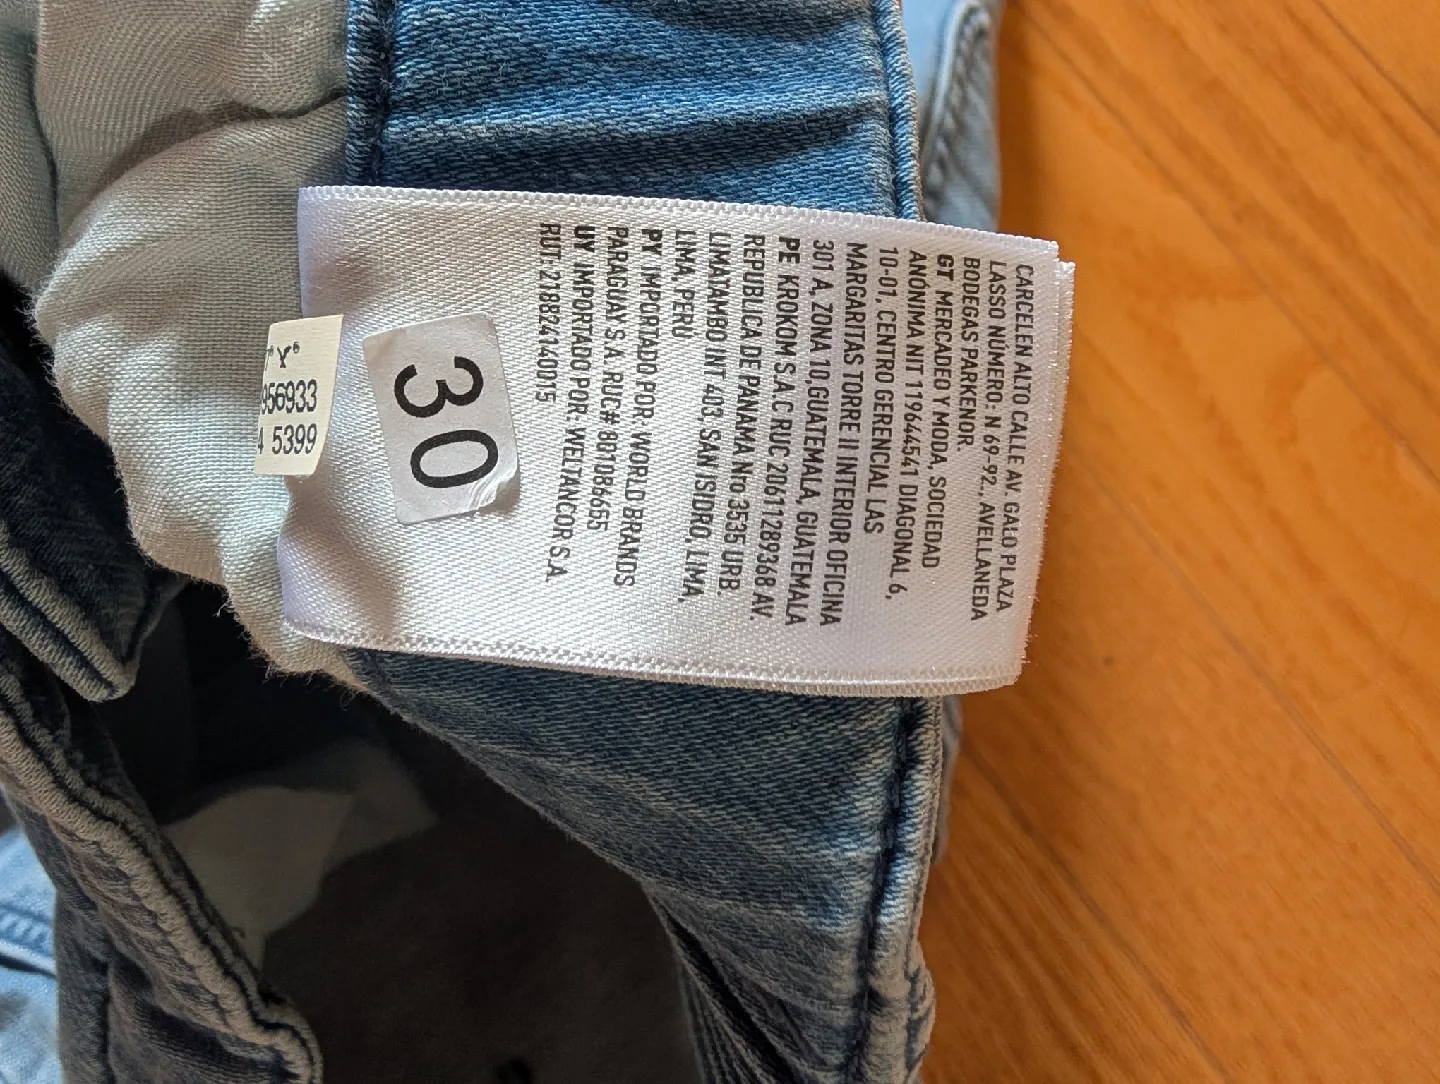 CARCELEN ALTO CALLE AV. GALO PLAZA
LASSO NÚMERO:- N 69-92., AVELLANEDA
BODEGAS PARKENOR.
GT MERCADEO Y MODA, SOCIEDAD
ANÓNIMA NIT 119644541 DIAGONAL 6,
10-01, CENTRO GERENCIAL LAS
MARGARITAS TORRE II INTERIOR OFICINA
301 A, ZONA 10,GUATEMALA, GUATEMALA
PE KROKOM S.A.C RUC 20611289368 AV.
REPUBLICA DE PANAMA Nro 3535 URB.
LIMATAMBO INT 403, SAN ISIDRO, LIMA,
LIMA, PERÚ
PY IMPORTADO POR: WORLD BRANDS
PARAGUAY S.A. RUC# 80108665
UY IMPORTADO POR: WELTANCOR S.A.
RUT: 218824140015
30
956933
4 5399